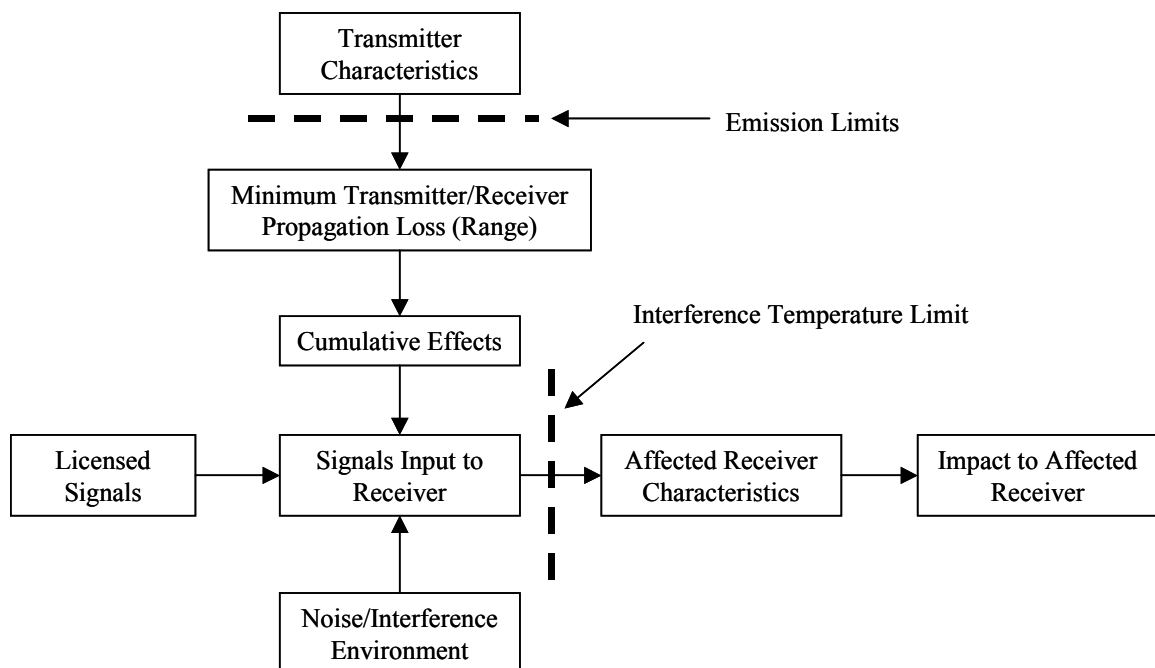 Transmitter
Characteristics
Emission Limits
Minimum Transmitter/Receiver
Propagation Loss (Range)
Interference Temperature Limit
Cumulative Effects
Licensed
Signals
Signals Input to
Receiver
Affected Receiver
Characteristics
Impact to Affected
Receiver
Noise/Interference
Environment